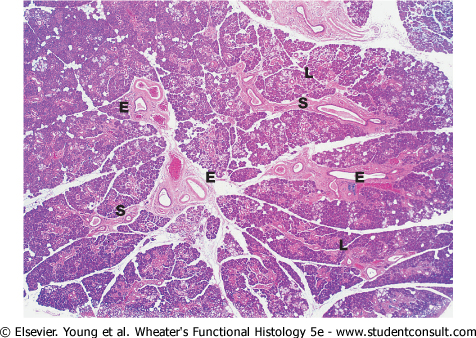 L
S
E
E
E
S
L
© Elsevier. Young et al. Wheater's Functional Histology 5e - www.studentconsult.com